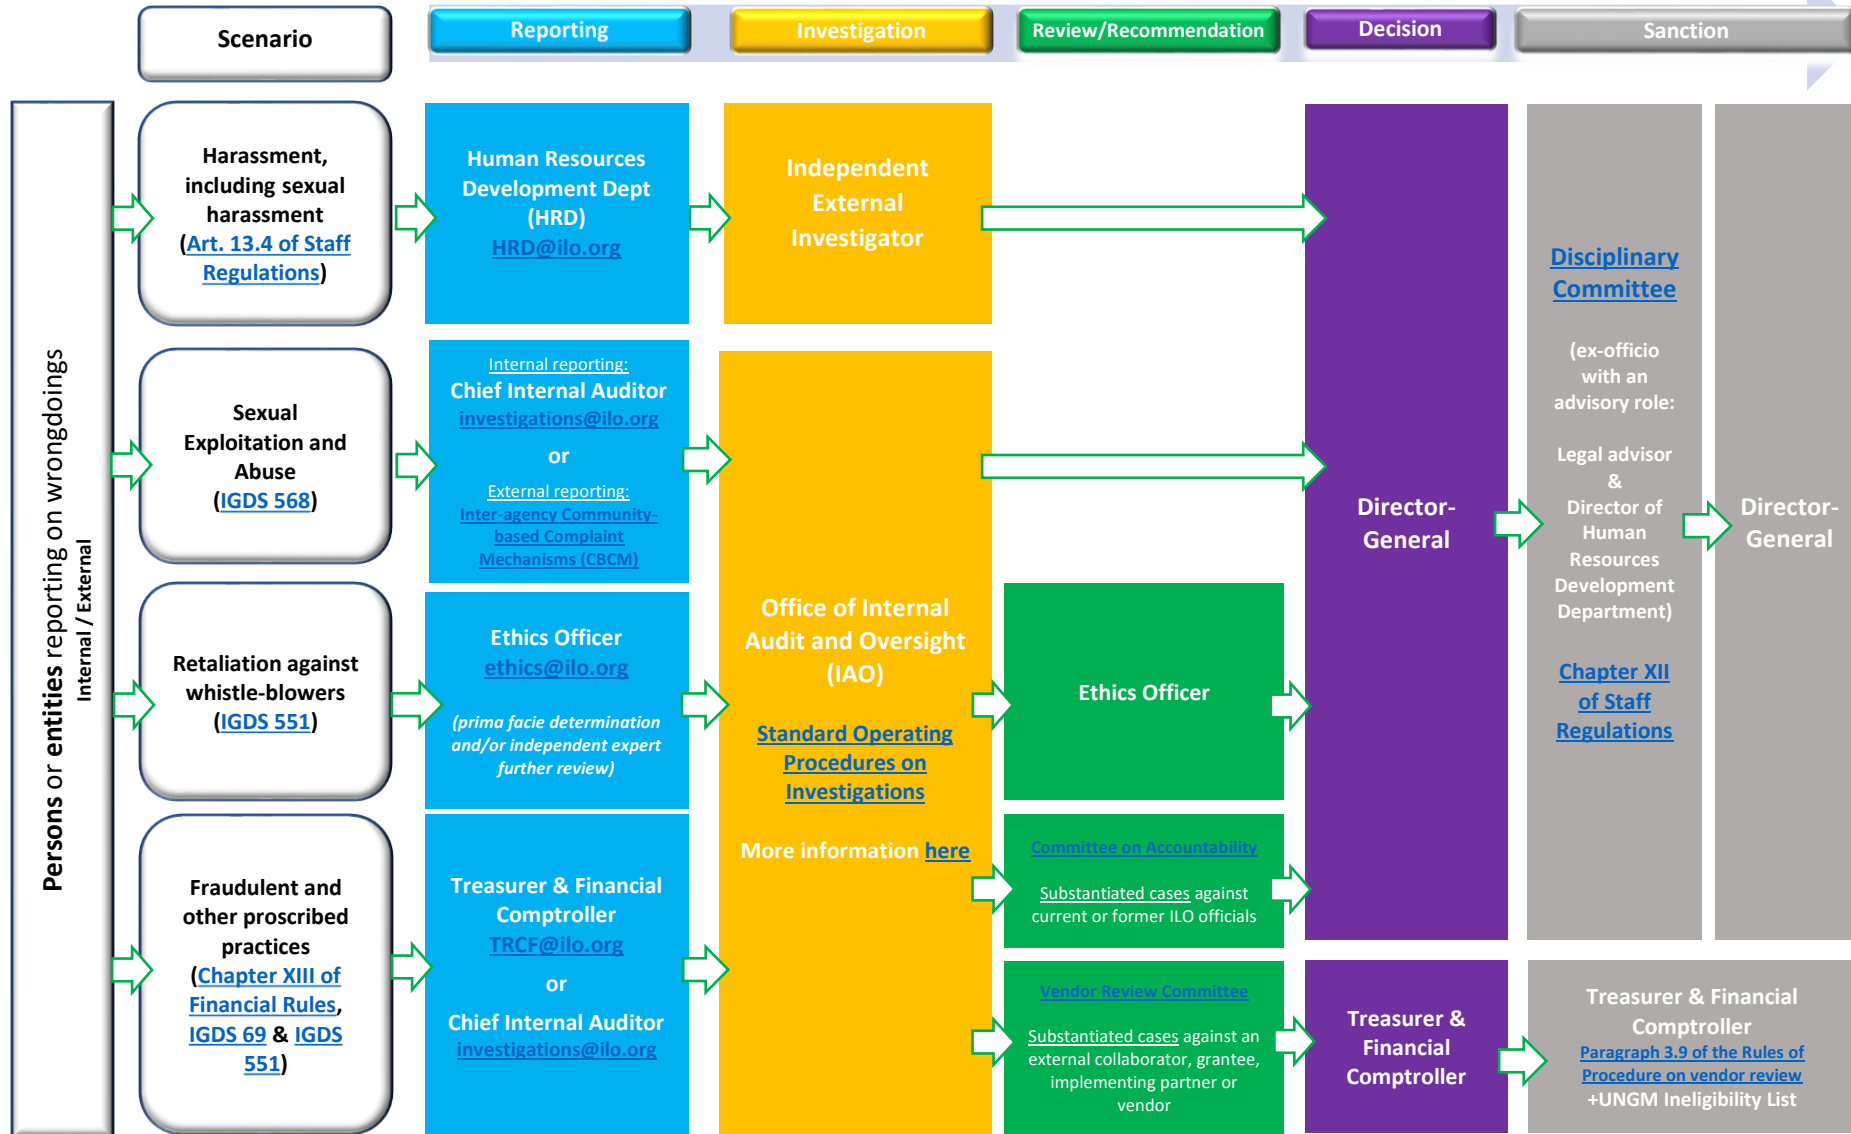 Scenario
Reporting
Investigation
Review/Recommendation
Decision
Sanction
Persons or entities reporting on wrongdoings
Internal / External
Harassment,
including sexual
harassment
(Art. 13.4 of Staff
Regulations)
Human Resources
Development Dept
(HRD)
HRD@ilo.org
Independent
External
Investigator
Sexual
Exploitation and
Abuse
(IGDS 568)
Internal reporting:
Chief Internal Auditor
investigations@ilo.org
or
External reporting:
Inter-agency Community-
based Complaint
Mechanisms (CBCM)
Retaliation against
whistle-blowers
(IGDS 551)
Ethics Officer
ethics@ilo.org
(prima facie determination
and/or independent expert
further review)
Fraudulent and
other proscribed
practices
(Chapter XIII of
Financial Rules,
IGDS 69 & IGDS
551)
Treasurer & Financial
Comptroller
TRCF@ilo.org
or
Chief Internal Auditor
investigations@ilo.org
Office of Internal
Audit and Oversight
(IAO)
Standard Operating
Procedures on
Investigations
More information here
Ethics Officer
Committee on Accountability
Substantiated cases against
current or former ILO officials
Vendor Review Committee
Substantiated cases against an
external collaborator, grantee,
implementing partner or
vendor
Director-
General
Treasurer &
Financial
Comptroller
Disciplinary
Committee
(ex-officio
with an
advisory role:
Legal advisor
&
Director of
Human
Resources
Development
Department)
Chapter XII
of Staff
Regulations
Director-
General
Treasurer & Financial
Comptroller
Paragraph 3.9 of the Rules of
Procedure on vendor review
+UNGM Ineligibility List